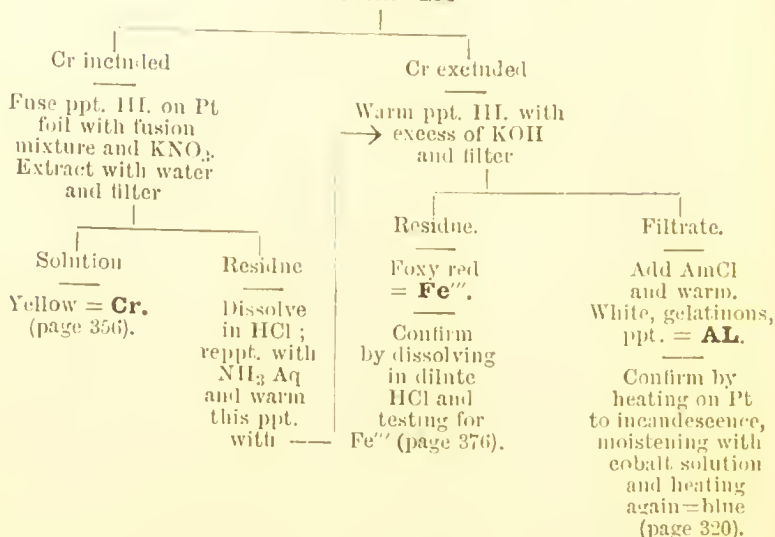 Cr included
Fuse ppt. III. on Pt
foil with fusion
mixture and KNO₃.
Extract with water
and filter
Solution
Yellow = Cr.
(page 356).
Residue
Dissolve
in HCl ;
reppt. with
NH₃ Aq
and warm
this ppt.
with
Cr excluded
Warm ppt. III. with
→ excess of KOH
and filter
Residue.
Foxy red
= Fe‴.
Confirm
by dissolving
in dilute
HCl and
testing for
Fe‴ (page 376).
Filtrate.
Add AmCl
and warm.
White, gelatinous,
ppt. = AL.
Confirm by
heating on Pt
to incandescence,
moistening with
cobalt solution
and heating
again=blue
(page 320).